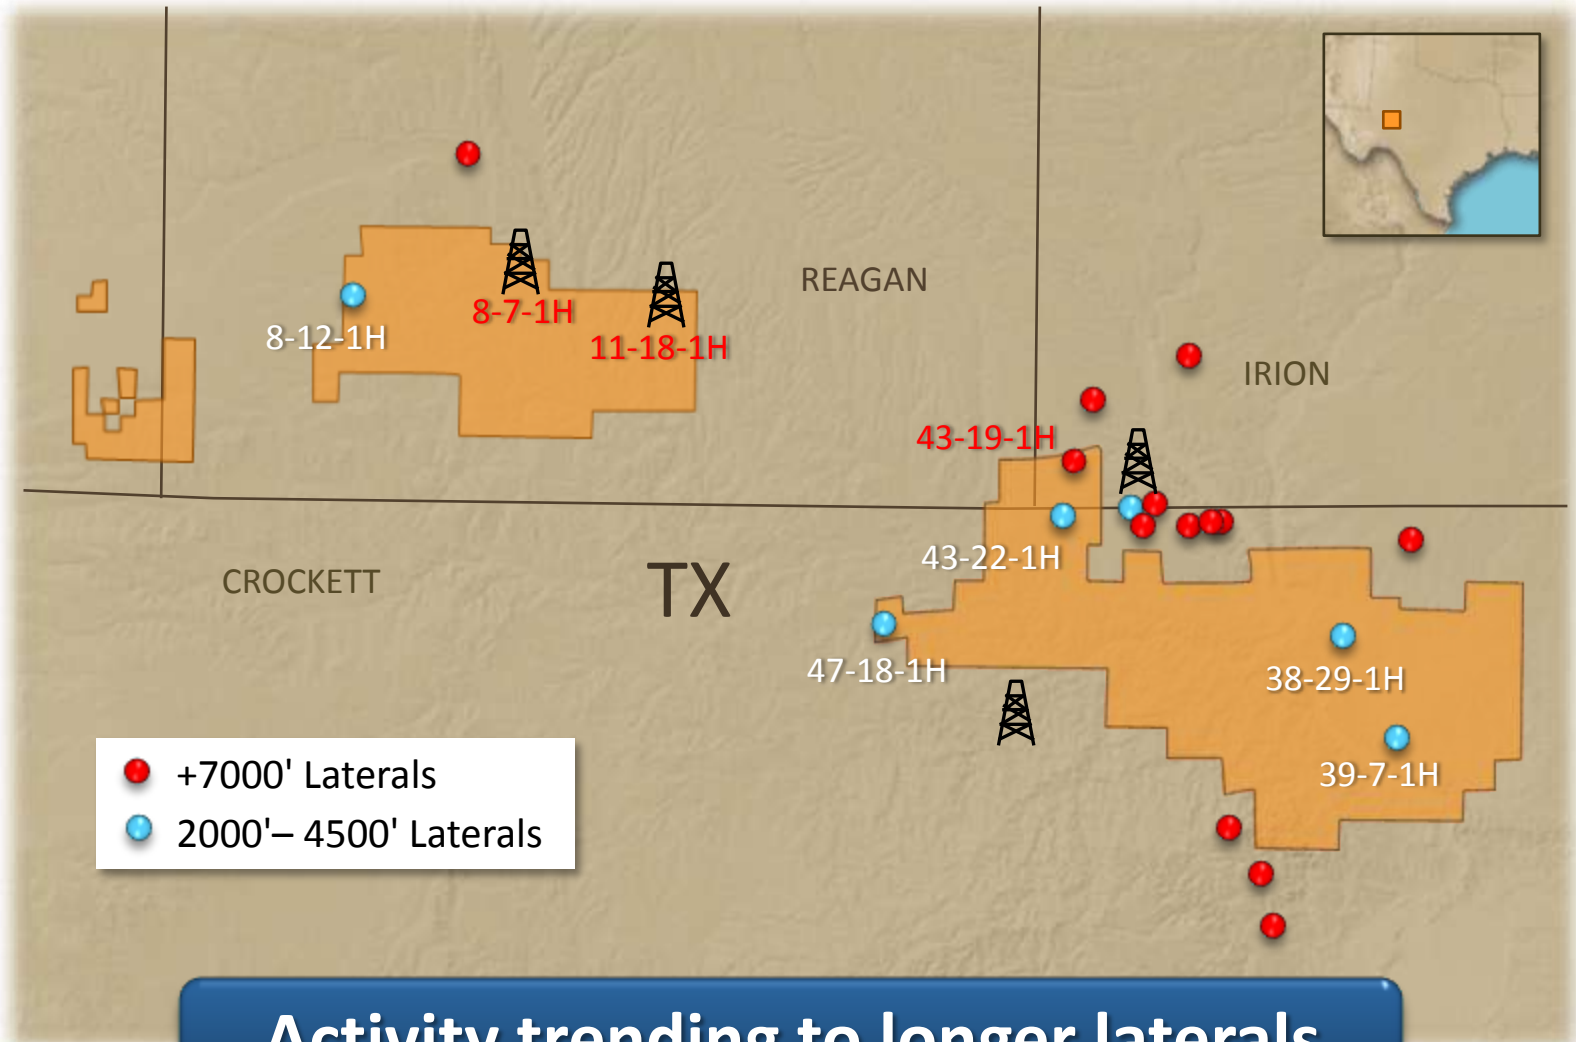 REAGAN
8-7-1H
8-12-1H
11-18-1H
IRION
43-19-1H
43-22-1H
CROCKETT
TX
47-18-1H
38-29-1H
39-7-1H
+7000' Laterals
2000'– 4500' Laterals
Activity trending to longer laterals